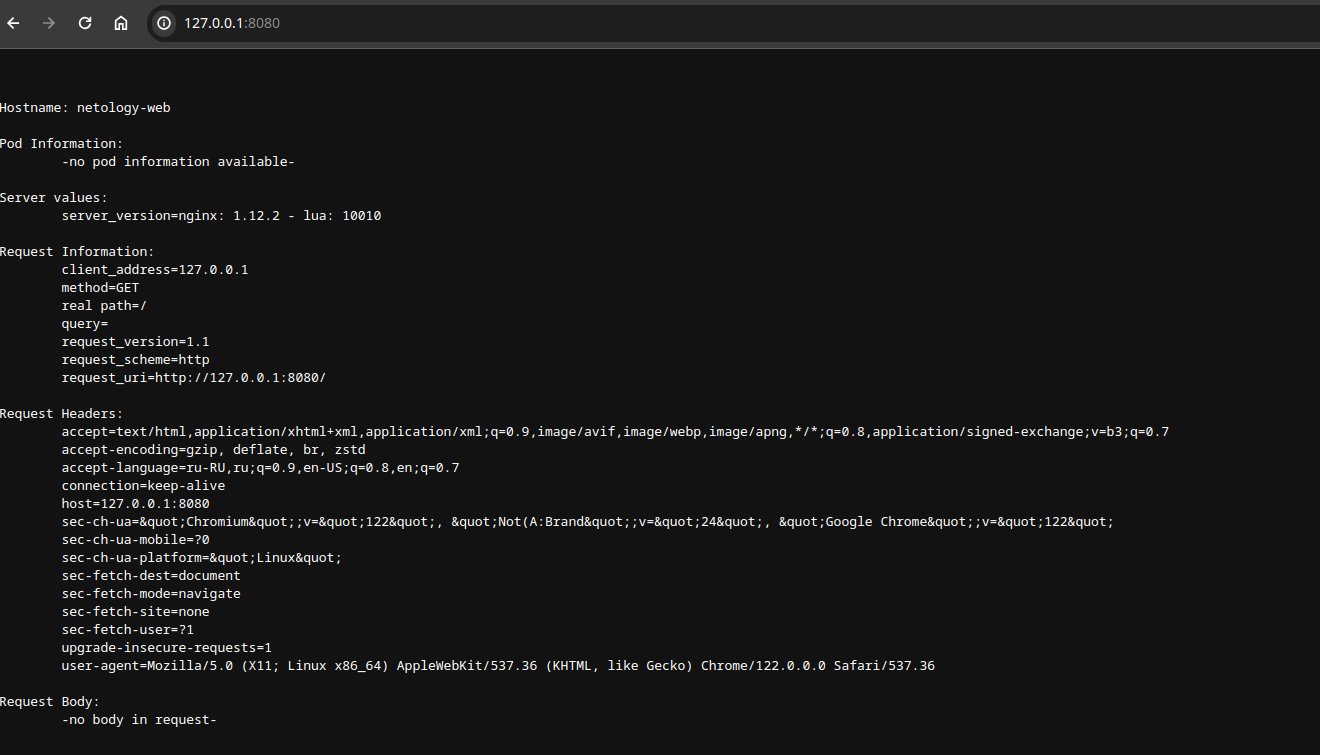 127.0.0.1:8080
Hostname: netology-web
Pod Information:
-no pod information available-
Server values:
server_version=nginx: 1.12.2 - lua: 10010
Request Information:
client_address=127.0.0.1
method=GET
real path=/
query=
request_version=1.1
request_scheme=http
request_uri=http://127.0.0.1:8080/
Request Headers:
accept=text/html,application/xhtml+xml,application/xml;q=0.9,image/avif,image/webp,image/apng,*/*;q=0.8,application/signed-exchange;v=b3;q=0.7
accept-encoding=gzip, deflate, br, zstd
accept-language=ru-RU,ru;q=0.9,en-US;q=0.8,en;q=0.7
connection=keep-alive
host=127.0.0.1:8080
sec-ch-ua=&quot;Chromium&quot;;v=&quot;122&quot;, &quot;Not(A:Brand&quot;;v=&quot;24&quot;, &quot;Google Chrome&quot;;v=&quot;122&quot;
sec-ch-ua-mobile=?0
sec-ch-ua-platform=&quot;Linux&quot;
sec-fetch-dest=document
sec-fetch-mode=navigate
sec-fetch-site=none
sec-fetch-user=?1
upgrade-insecure-requests=1
user-agent=Mozilla/5.0 (X11; Linux x86_64) AppleWebKit/537.36 (KHTML, like Gecko) Chrome/122.0.0.0 Safari/537.36
Request Body:
-no body in request-